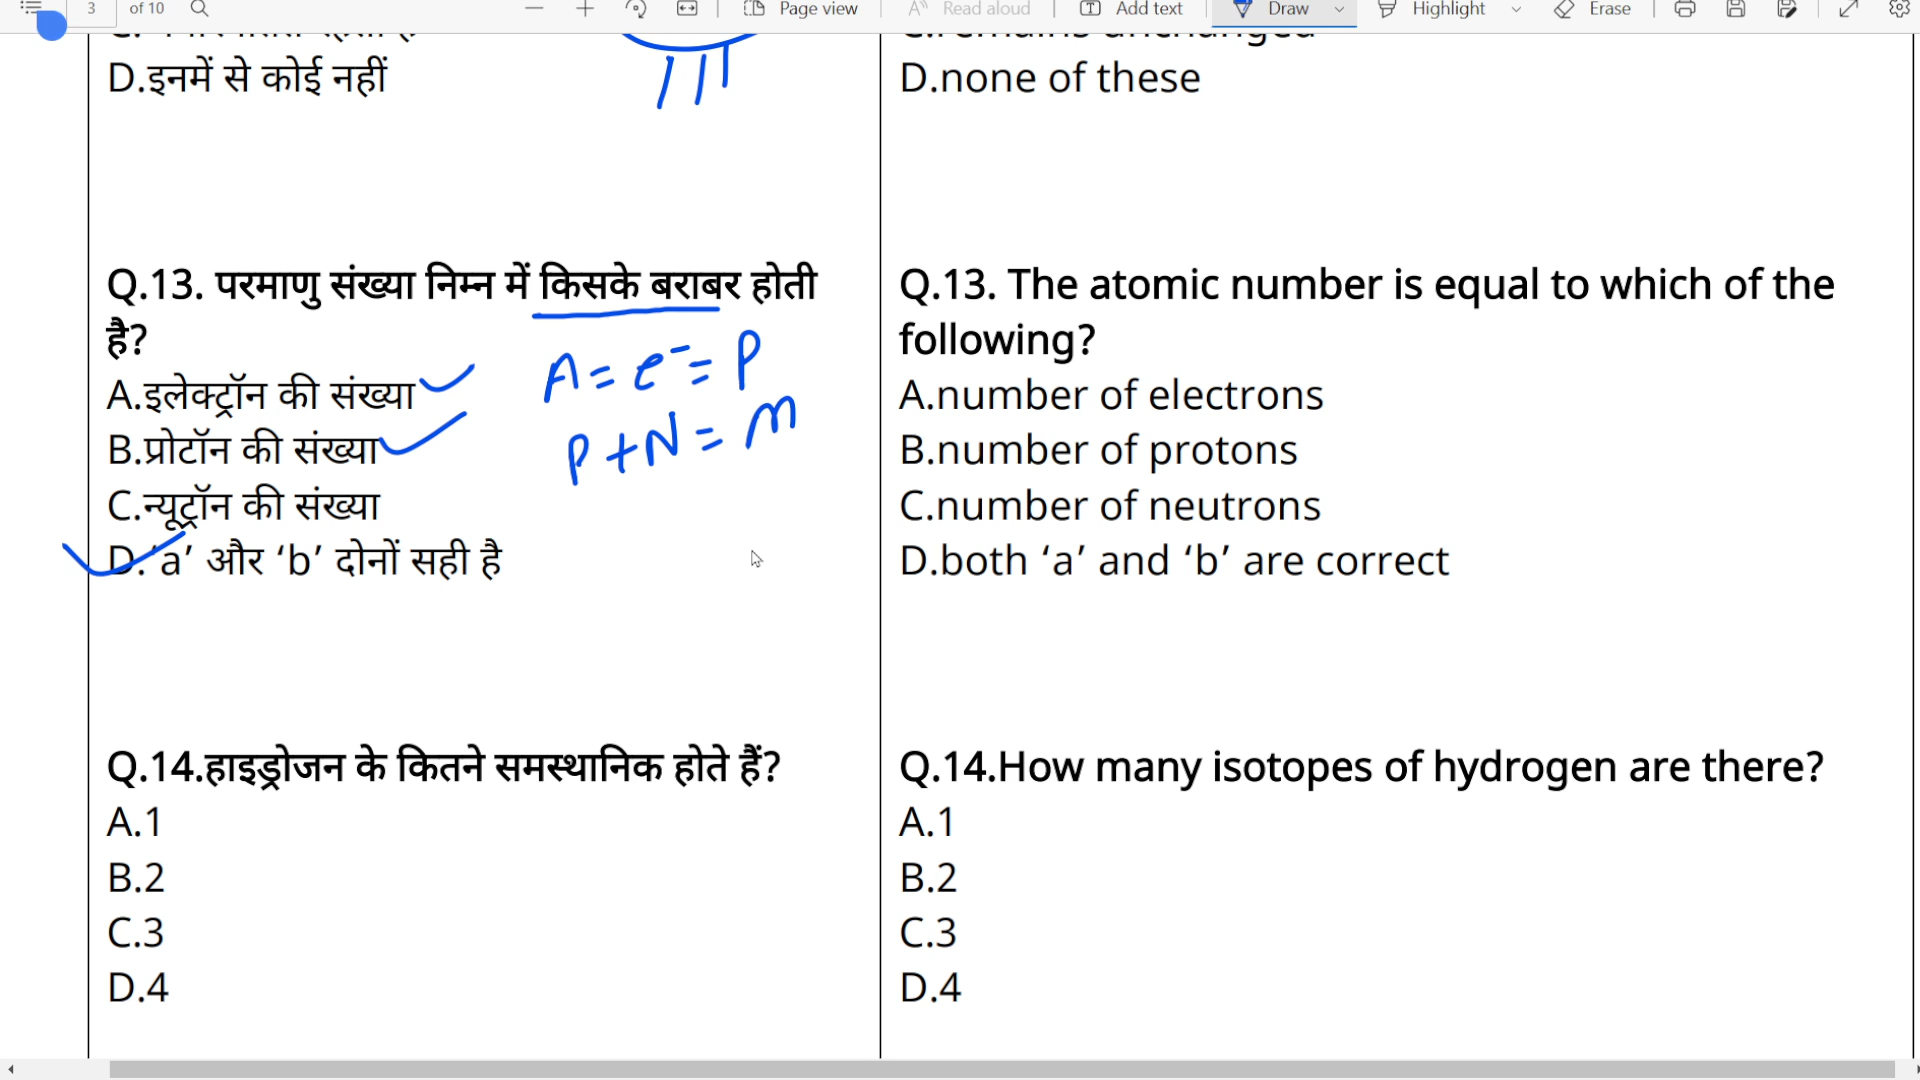 3 of 10 Page view Read aloud Add text Draw Highlight Erase
D.इनमें से कोई नहीं
C.remains unchanged
D.none of these
Q.13. परमाणु संख्या निम्न में किसके बराबर होती
है?
A.इलेक्ट्रॉन की संख्या
B.प्रोटॉन की संख्या
C.न्यूट्रॉन की संख्या
D.‘a’ और ‘b’ दोनों सही है
A = e⁻ = P
P + N = m
Q.13. The atomic number is equal to which of the
following?
A.number of electrons
B.number of protons
C.number of neutrons
D.both ‘a’ and ‘b’ are correct
Q.14.हाइड्रोजन के कितने समस्थानिक होते हैं?
A.1
B.2
C.3
D.4
Q.14.How many isotopes of hydrogen are there?
A.1
B.2
C.3
D.4